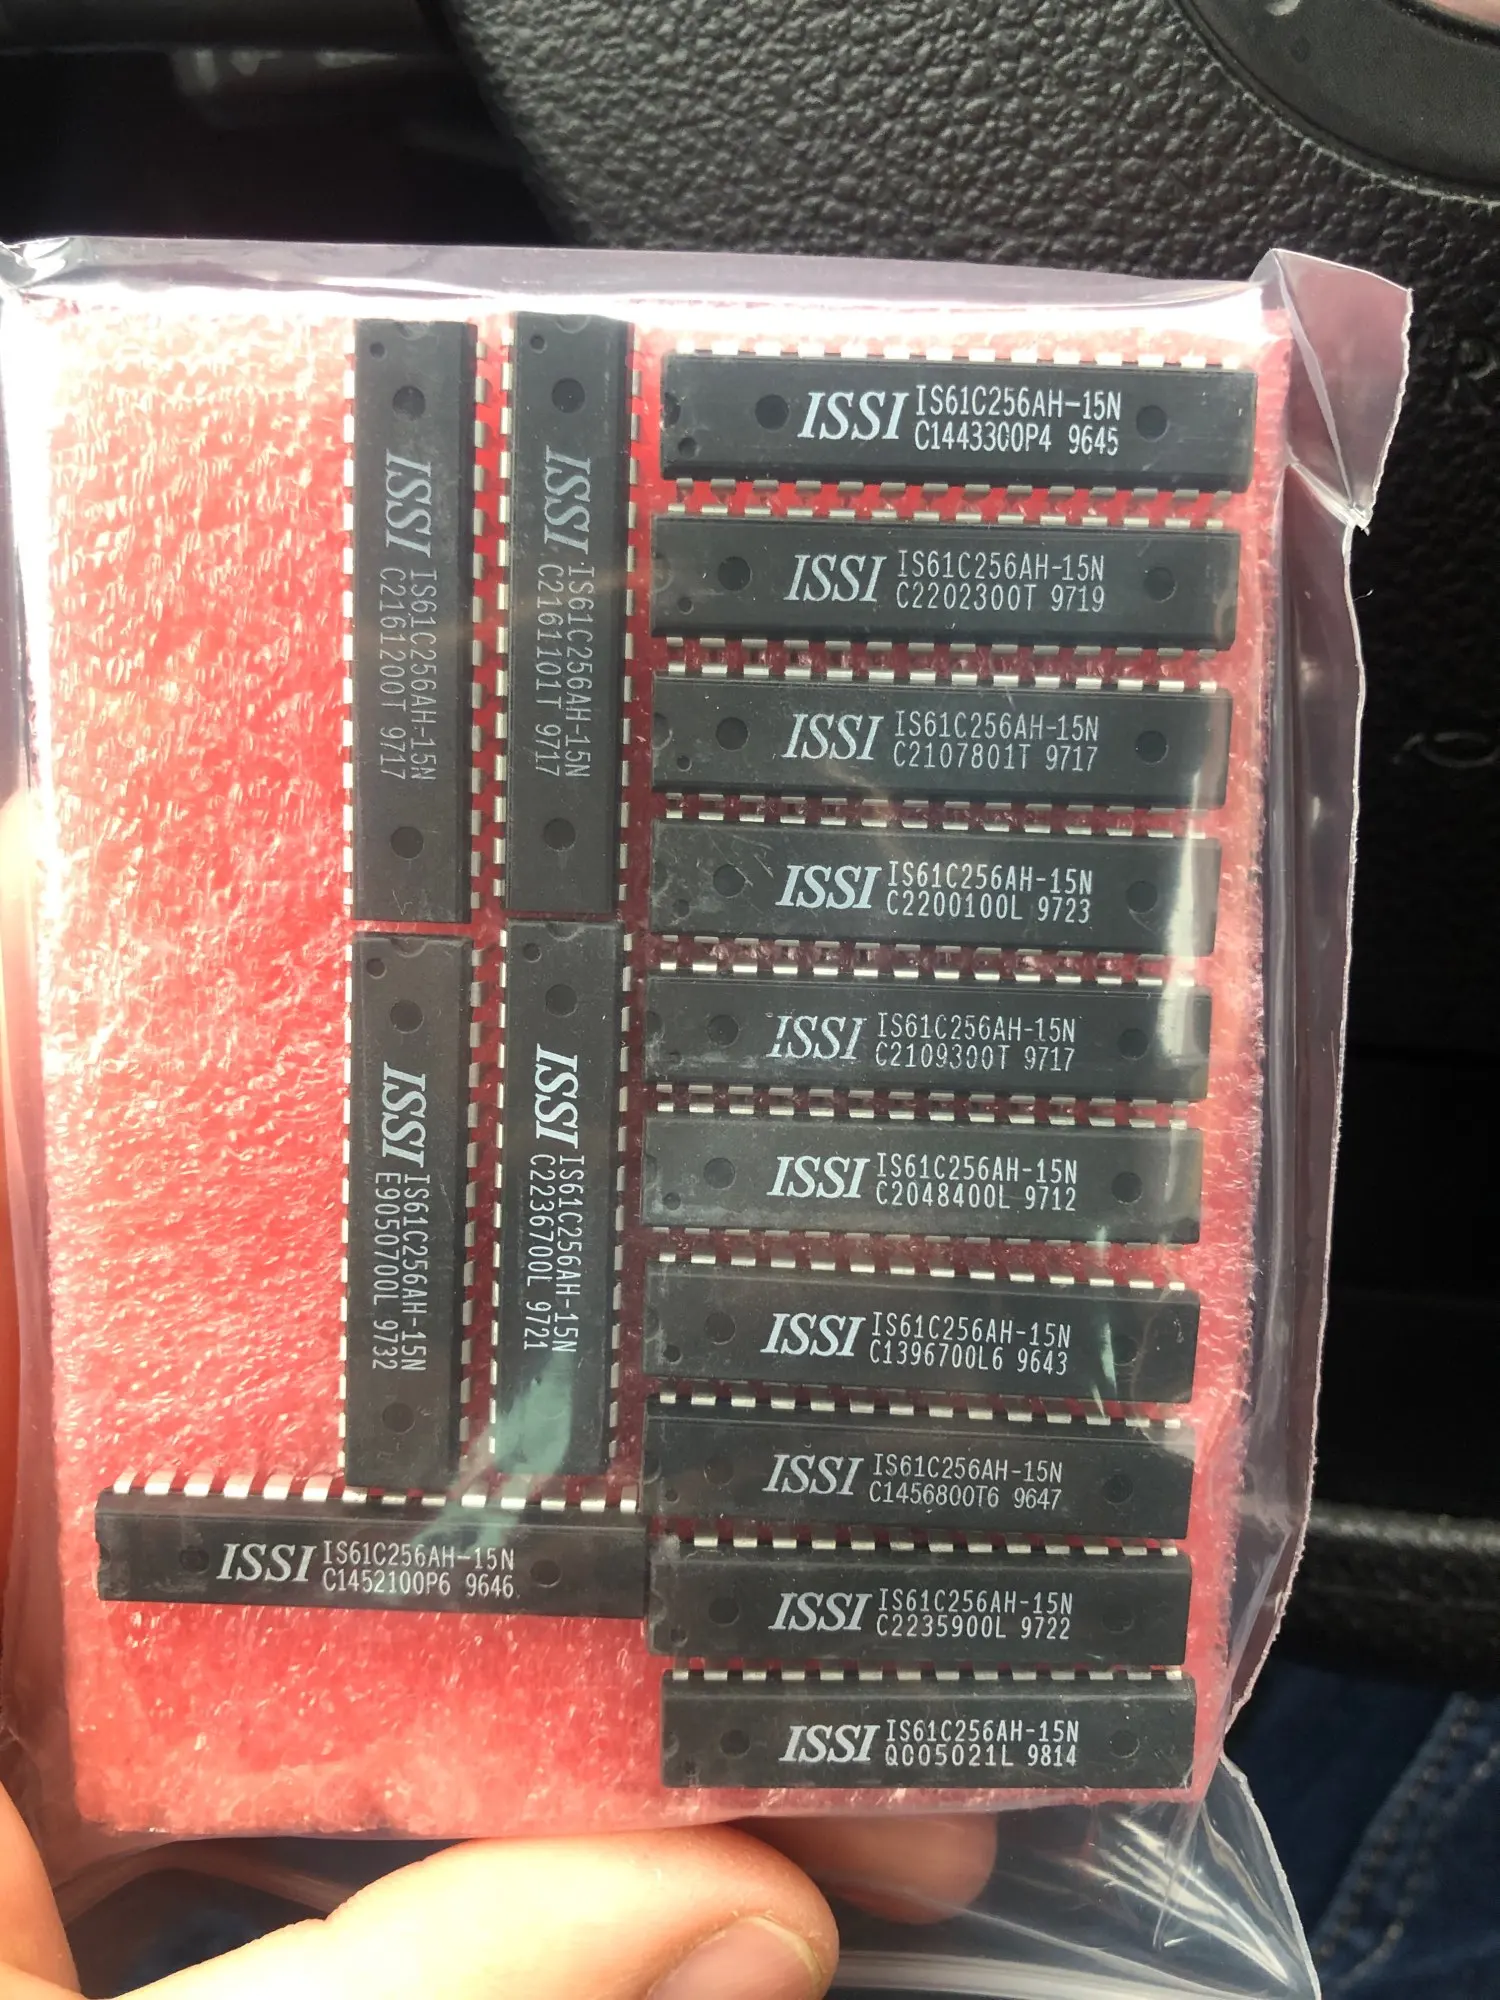 ISSI IS61C256AH-15N
C2161200T 9717
ISSI IS61C256AH-15N
C2161101T 9717
ISSI IS61C256AH-15N
E9050700L 9732
ISSI IS61C256AH-15N
C2236700L 9721
ISSI IS61C256AH-15N
C1452100P6 9646
ISSI IS61C256AH-15N
C1443300P4 9645
ISSI IS61C256AH-15N
C2202300T 9719
ISSI IS61C256AH-15N
C2107801T 9717
ISSI IS61C256AH-15N
C2200100L 9723
ISSI IS61C256AH-15N
C2109300T 9717
ISSI IS61C256AH-15N
C2048400L 9712
ISSI IS61C256AH-15N
C1396700L6 9643
ISSI IS61C256AH-15N
C1456800T6 9647
ISSI IS61C256AH-15N
C2235900L 9722
ISSI IS61C256AH-15N
QC05021L 9814